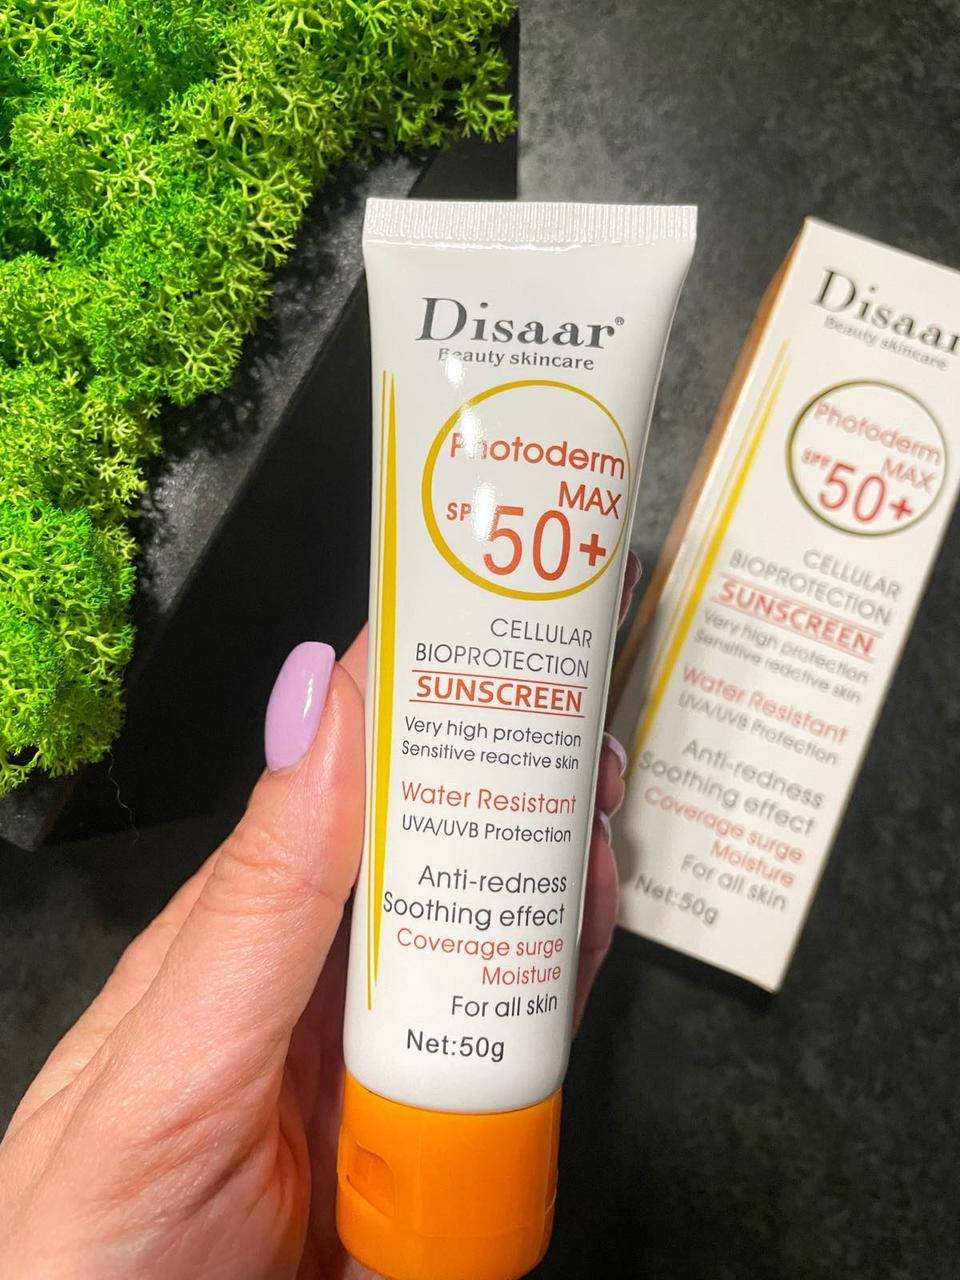 Disaar®
Beauty skincare
Photoderm
MAX
SPF
50+
CELLULAR
BIOPROTECTION
SUNSCREEN
Very high protection
Sensitive reactive skin
Water Resistant
UVA/UVB Protection
Anti-redness
Soothing effect
Coverage surge
Moisture
For all skin
Net:50g
Disaar
Beauty skincare
Photoderm
MAX
SPF
50+
CELLULAR
BIOPROTECTION
SUNSCREEN
Very high protection
Sensitive reactive skin
Water Resistant
UVA/UVB Protection
Anti-redness
Soothing effect
Coverage surge
Moisture
For all skin
Net:50g